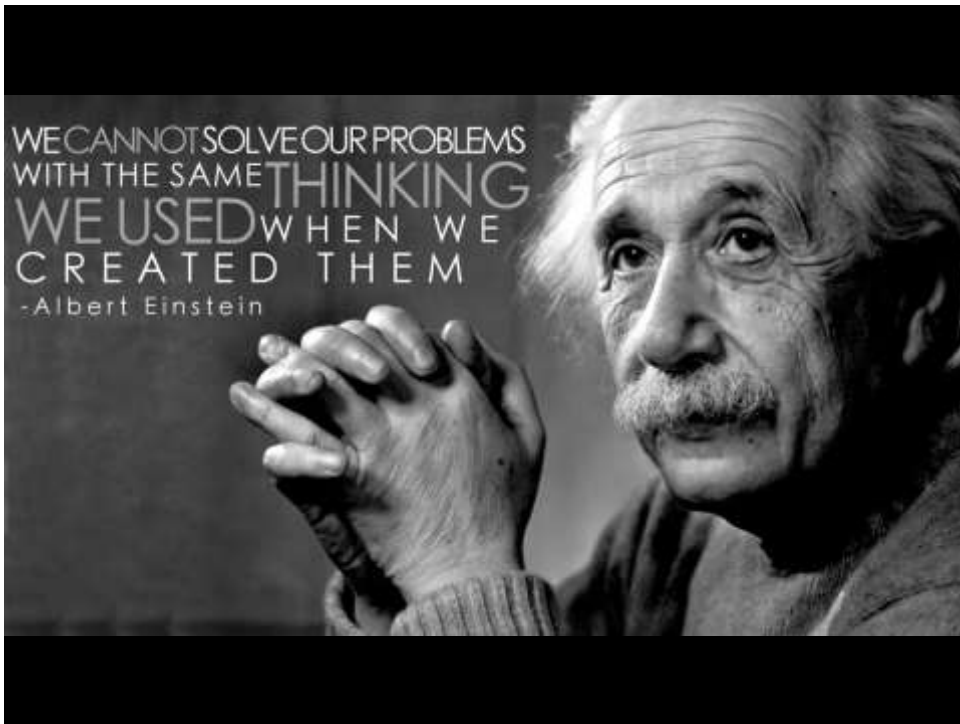 WE CANNOT SOLVE OUR PROBLEMS
WITH THE SAME THINKING
WE USED WHEN WE
CREATED THEM
-Albert Einstein